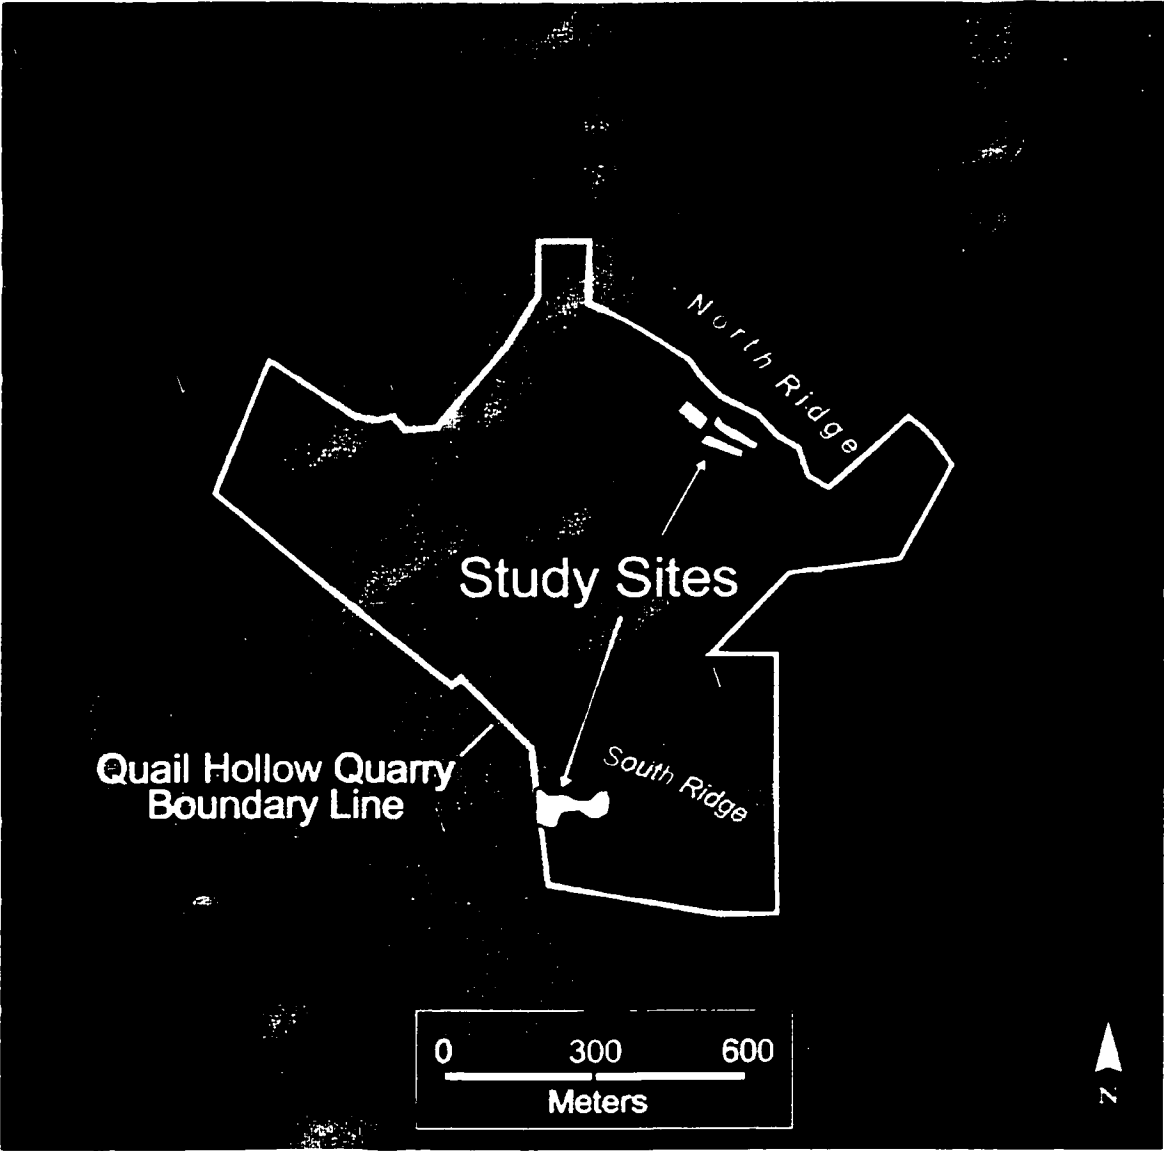 North Ridge
Study Sites
South Ridge
Quail Hollow Quarry
Boundary Line
0 300 600
Meters
N